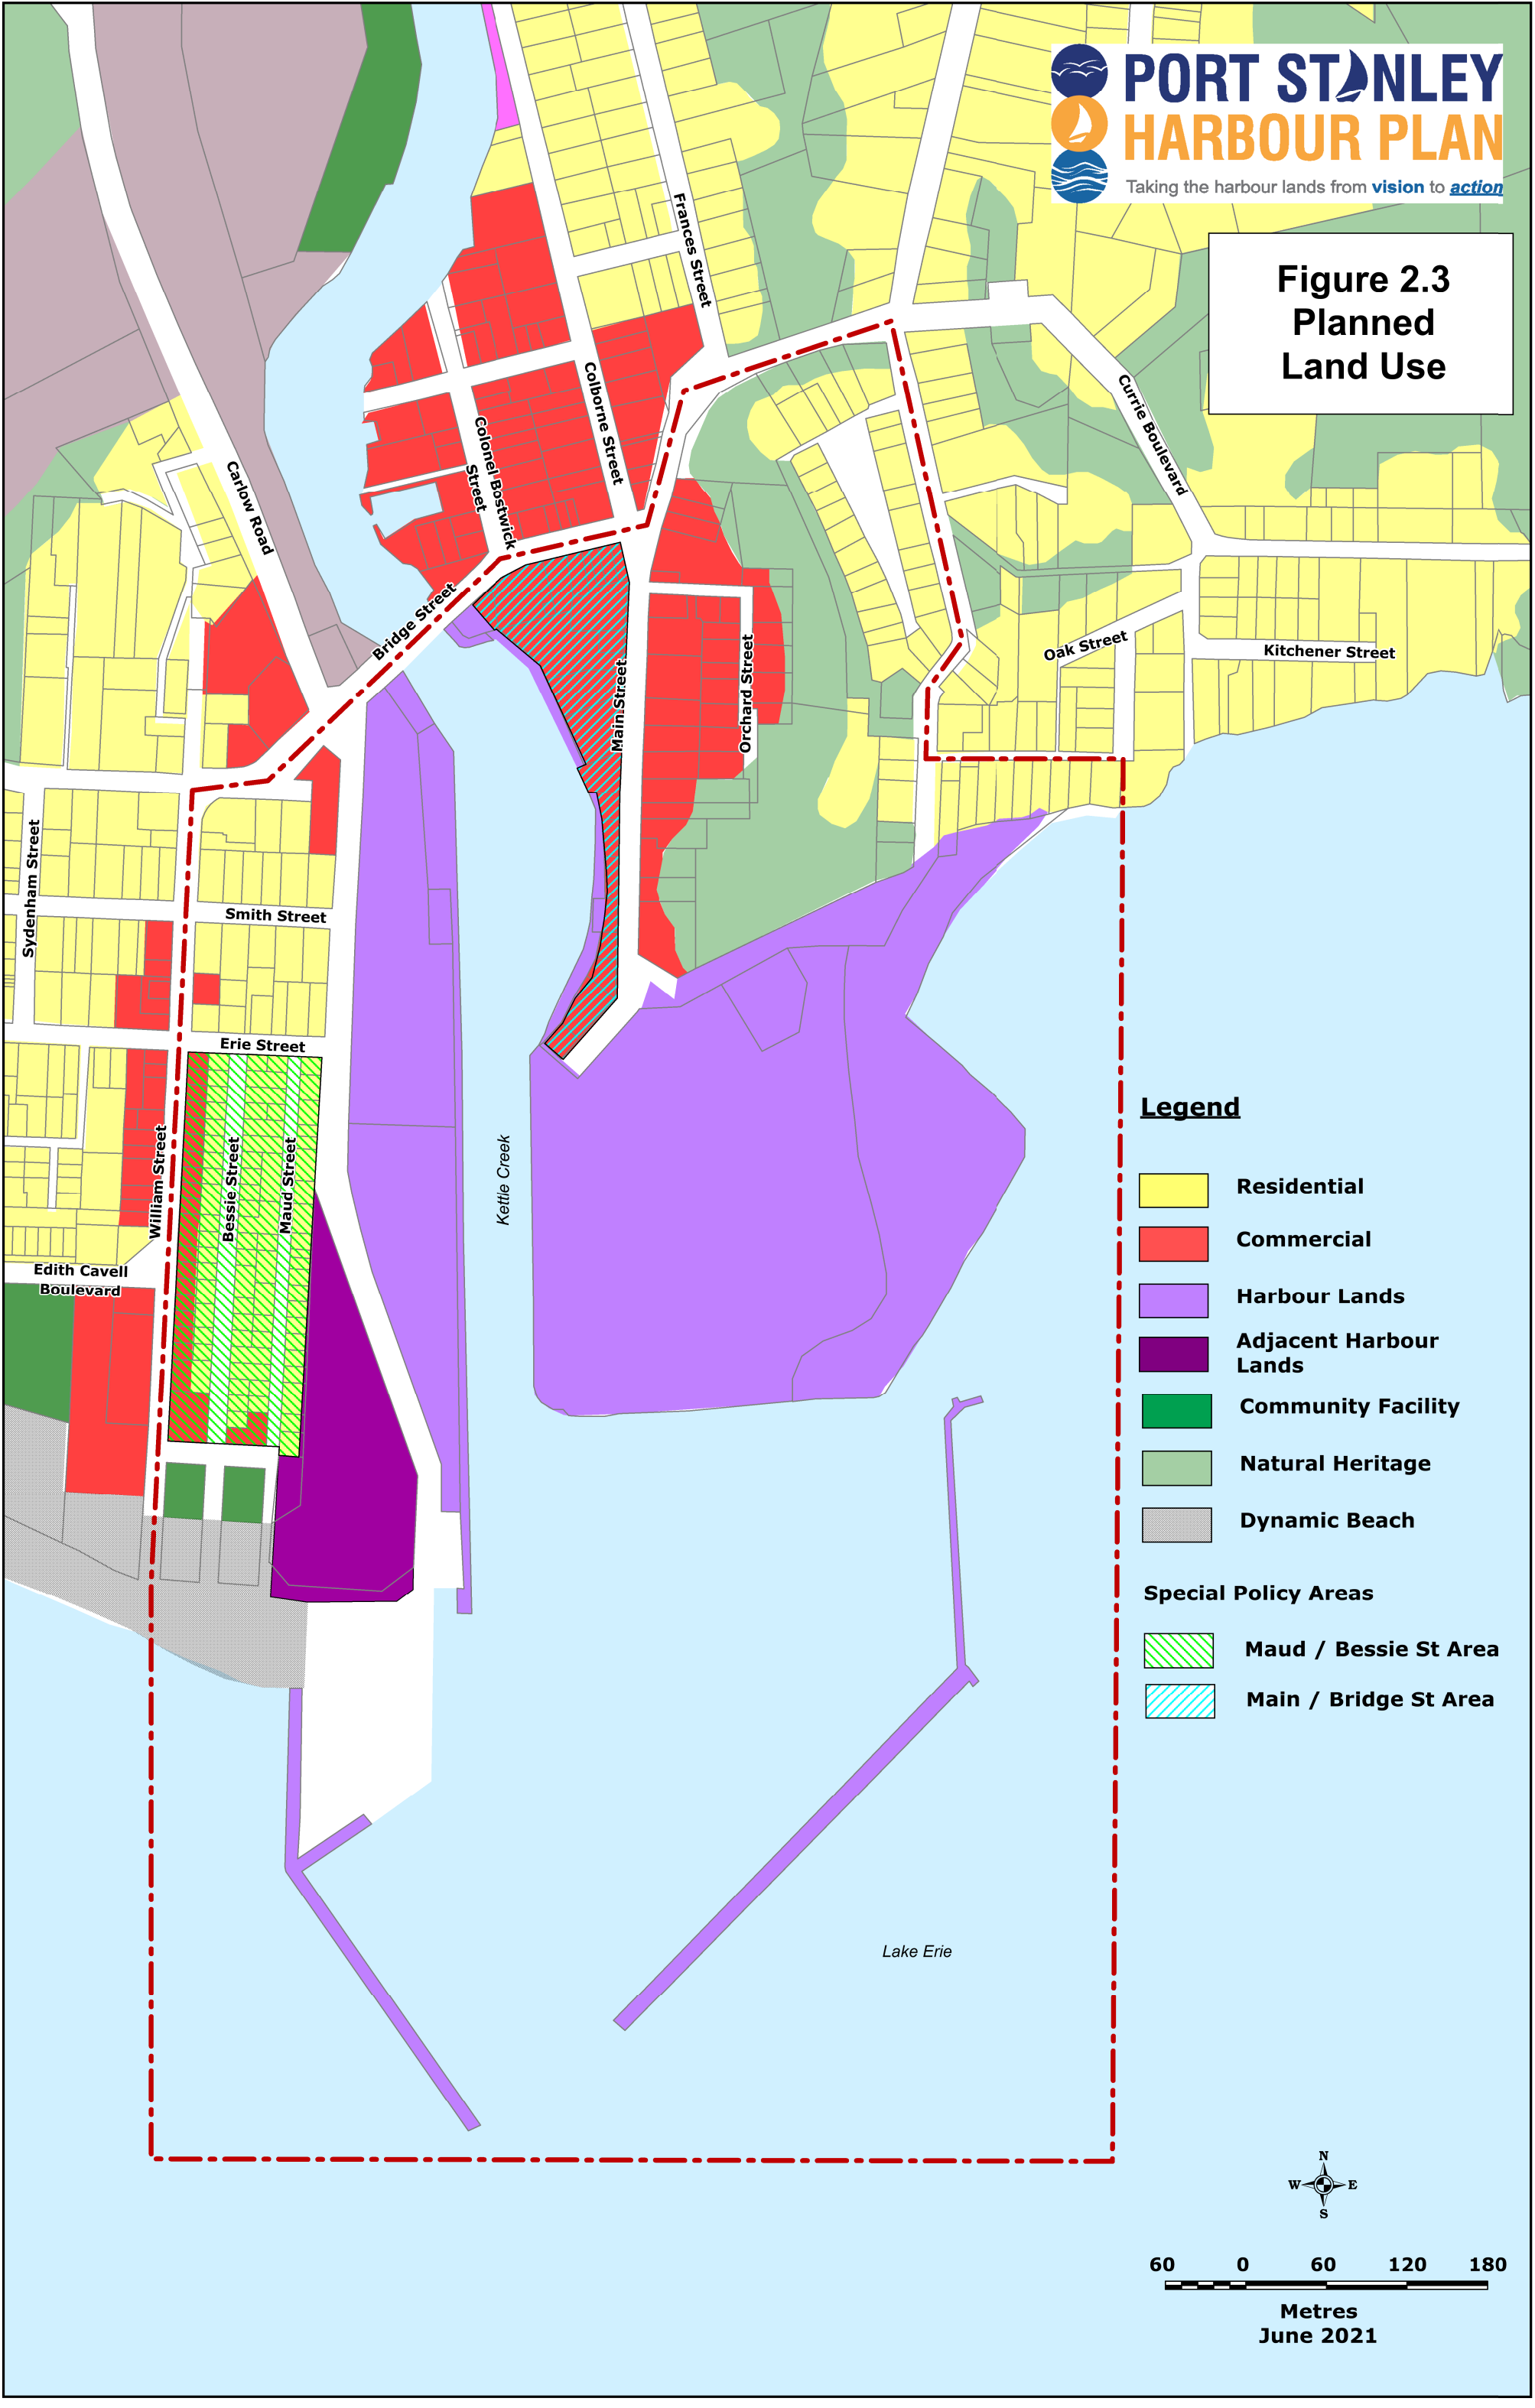 PORT STANLEY
HARBOUR PLAN
Taking the harbour lands from vision to action
Figure 2.3
Planned
Land Use
Frances Street
Colborne Street
Colonel Bostwick
Street
Carlow Road
Currie Boulevard
Bridge Street
Main Street
Orchard Street
Oak Street
Kitchener Street
Sydenham Street
Smith Street
Erie Street
William Street
Bessie Street
Maud Street
Edith Cavell
Boulevard
Kettle Creek
Lake Erie
Legend
Residential
Commercial
Harbour Lands
Adjacent Harbour
Lands
Community Facility
Natural Heritage
Dynamic Beach
Special Policy Areas
Maud / Bessie St Area
Main / Bridge St Area
N
W E
S
60 0 60 120 180
Metres
June 2021